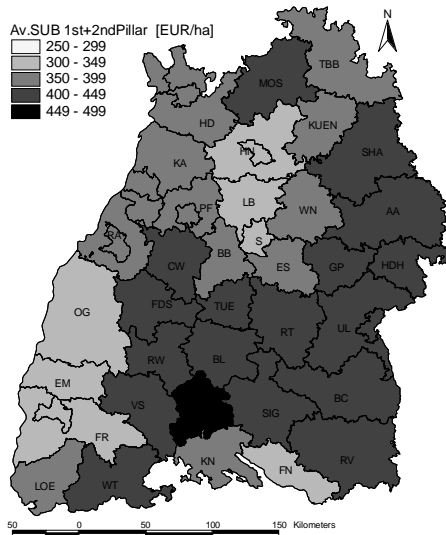 Av.SUB 1st+2ndPillar [EUR/ha]
250 - 299
300 - 349
350 - 399
400 - 449
449 - 499
N
TBB
MOS
HD
KUEN
HN
SHA
KA
LB
PF
WN
AA
RA
S
CW
BB
ES
GP
HDH
OG
FDS
TUE
RT
UL
RW
BL
EM
VS
BC
SIG
FR
KN
FN
RV
LOE
WT
50 0 50 100 150 Kilometers